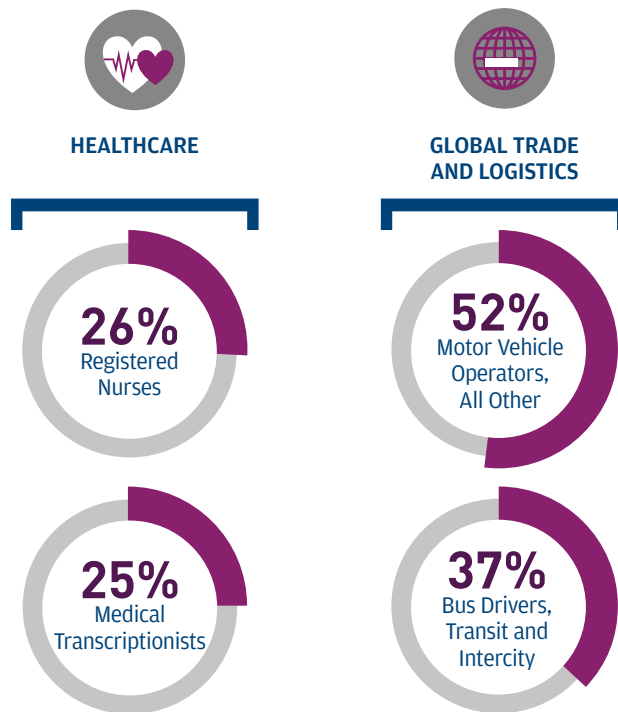 HEALTHCARE
26%
Registered
Nurses
25%
Medical
Transcriptionists
GLOBAL TRADE
AND LOGISTICS
52%
Motor Vehicle
Operators,
All Other
37%
Bus Drivers,
Transit and
Intercity